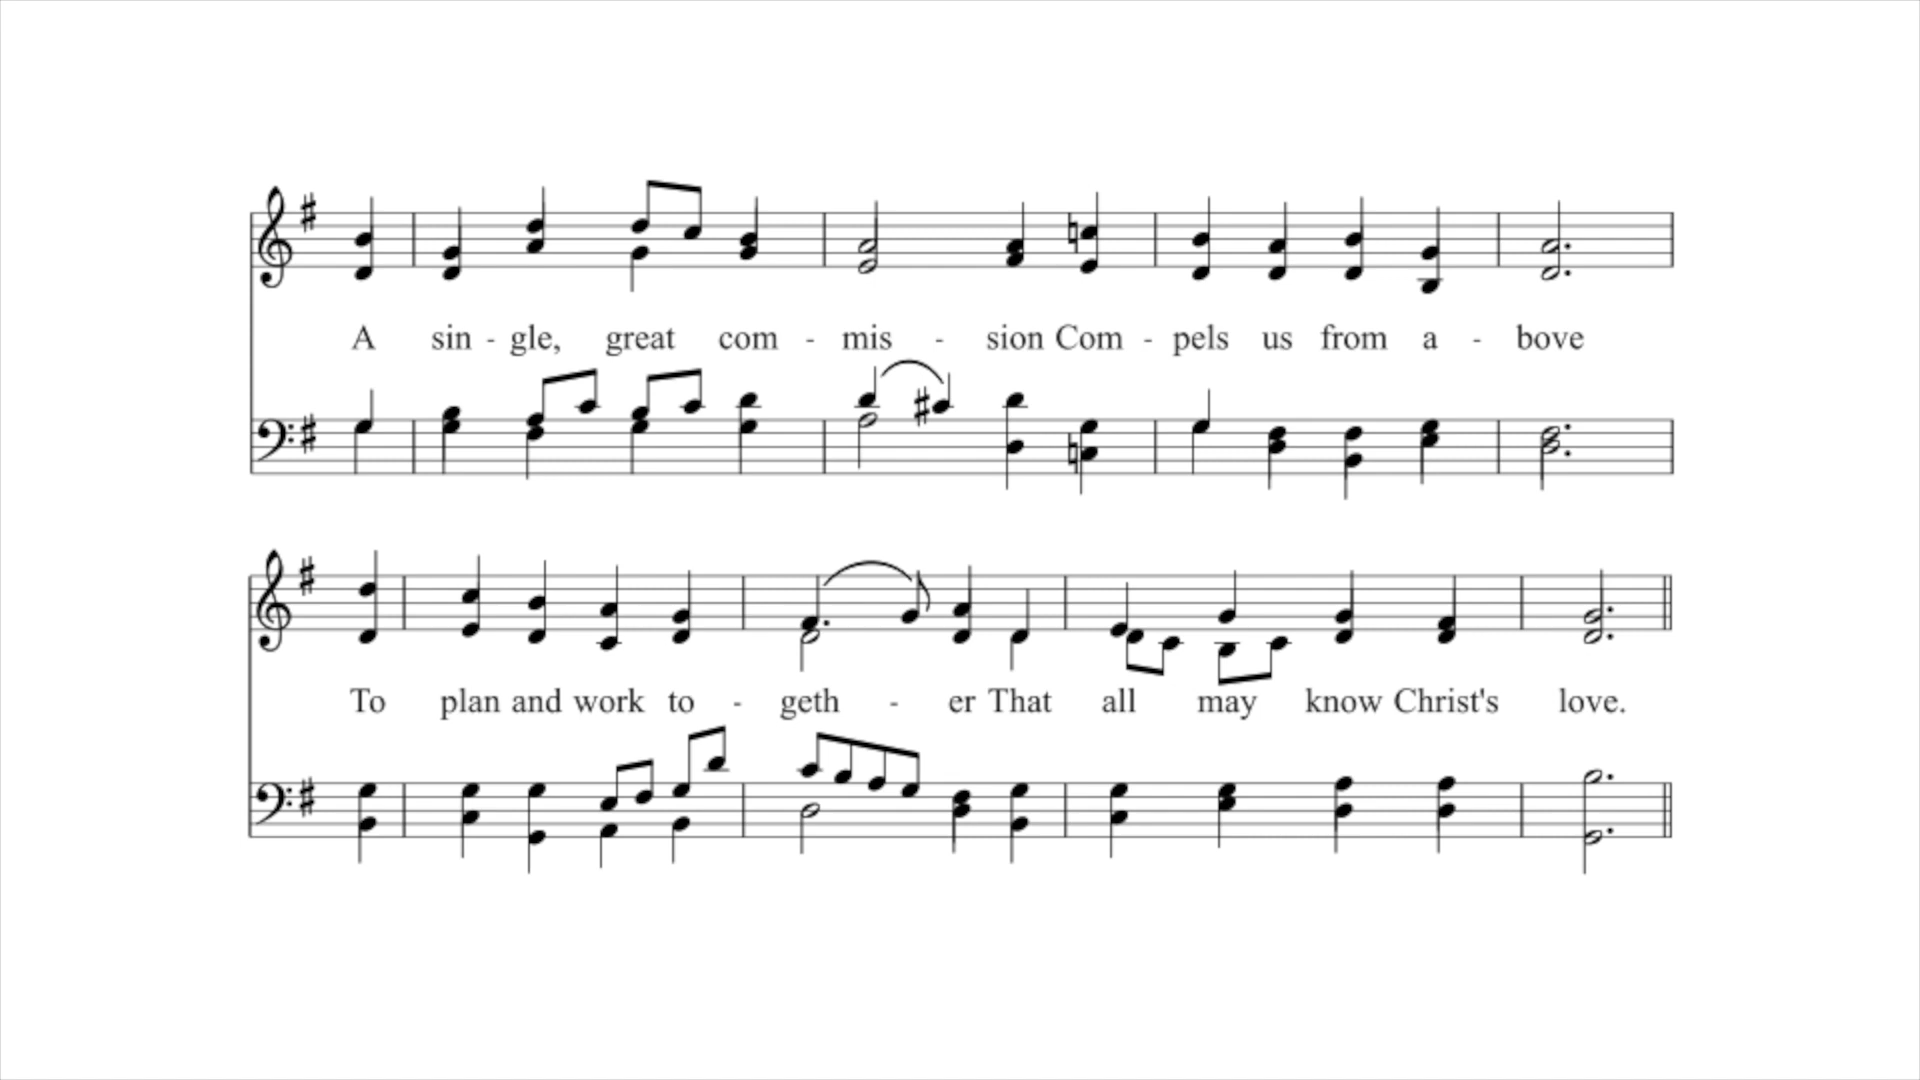 A sin - gle, great com - mis - sion Com - pels us from a - bove
To plan and work to - geth - er That all may know Christ's love.